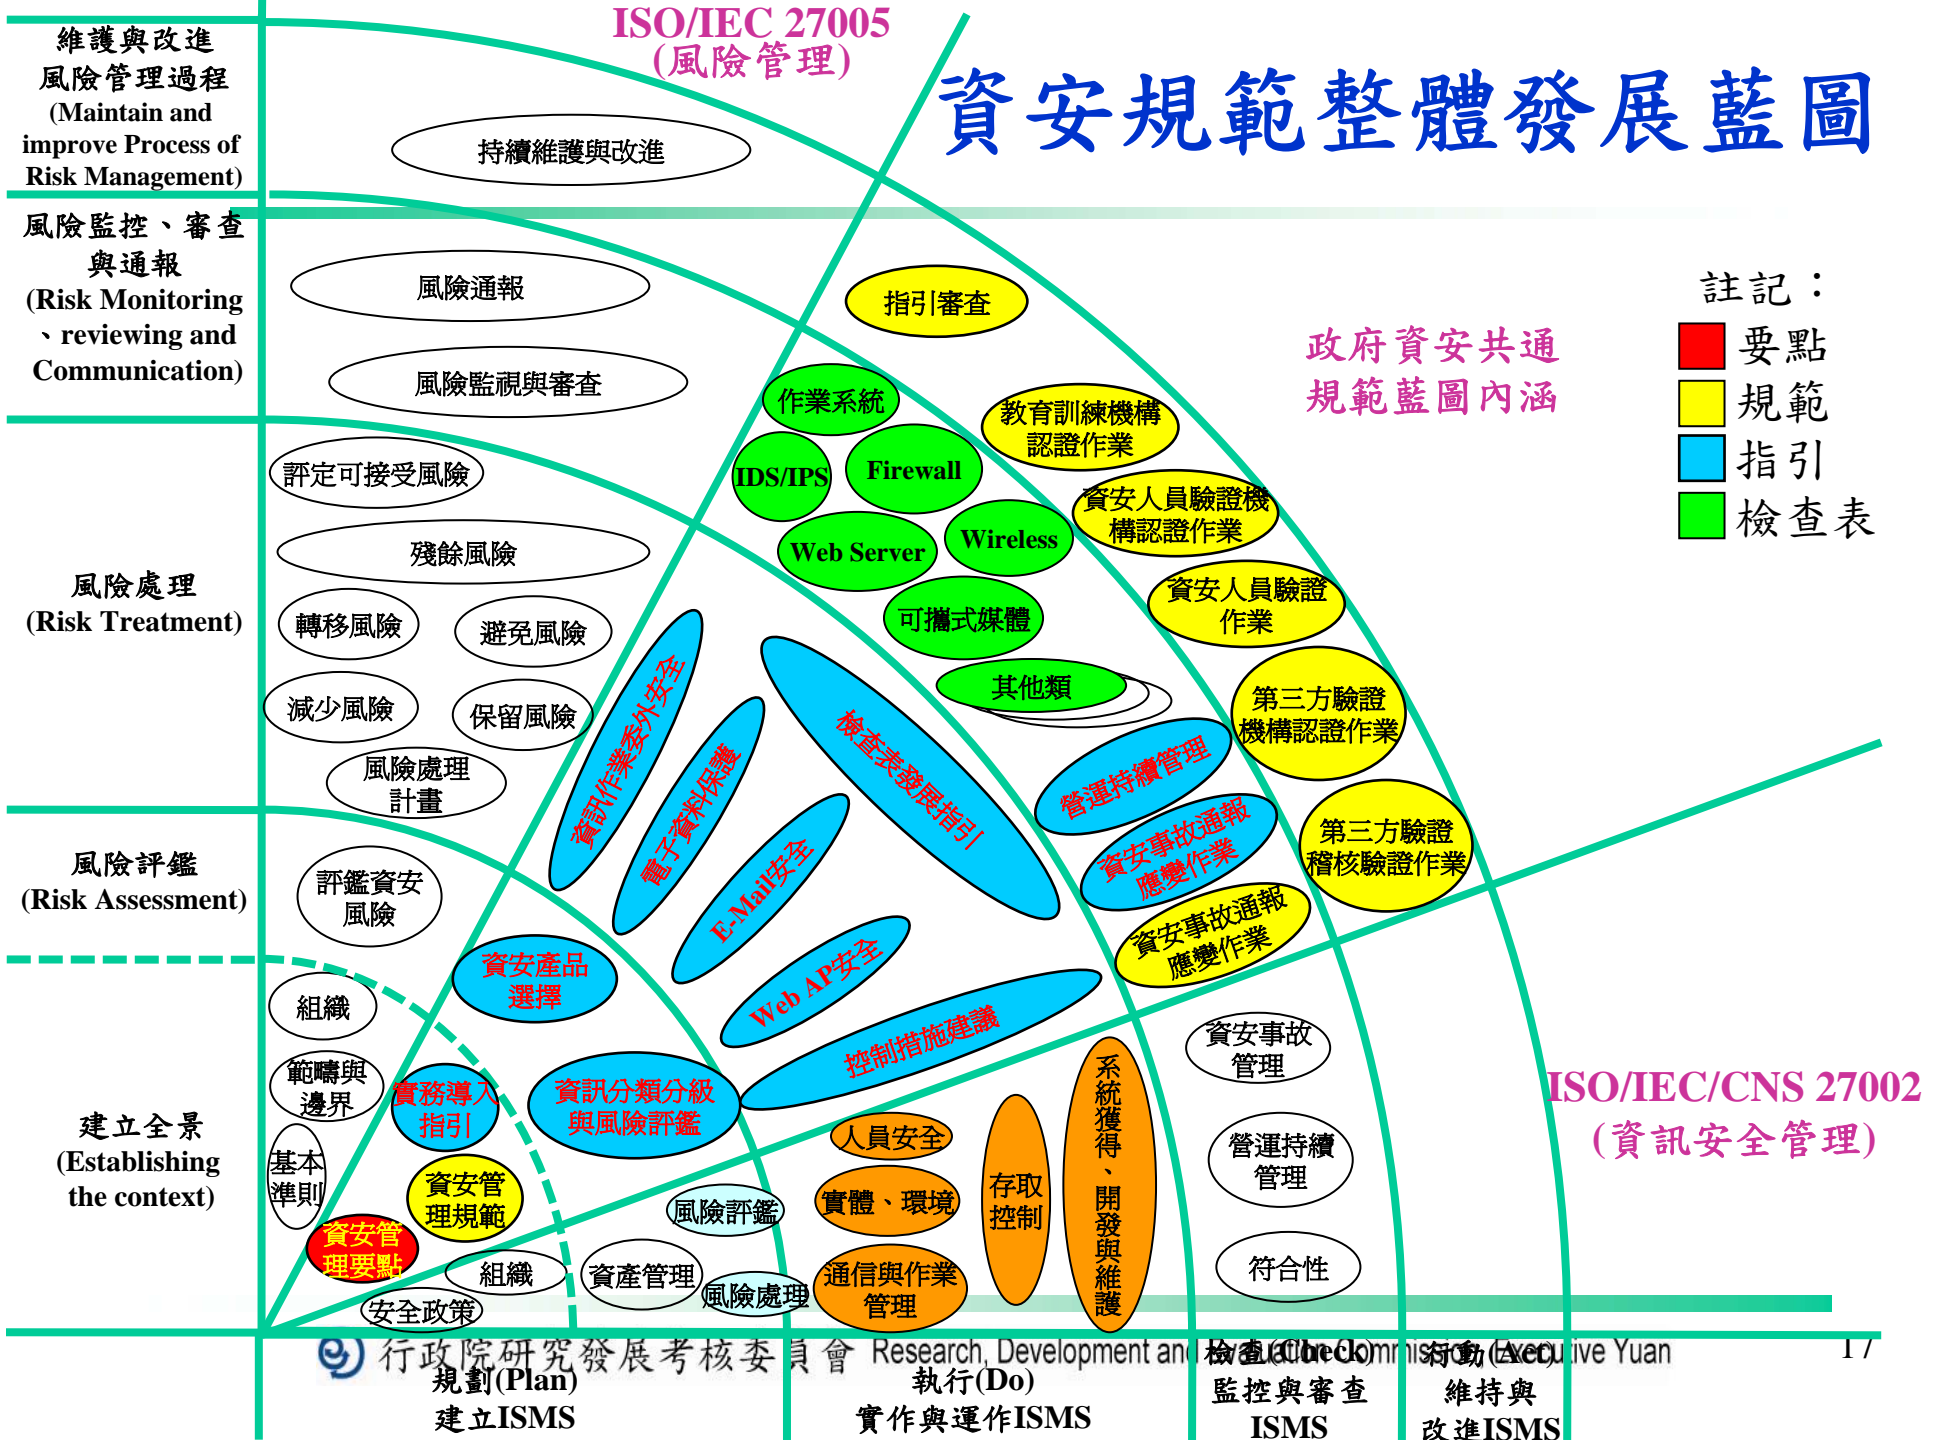 ISO/IEC 27005
(風險管理)
資安規範整體發展藍圖
維護與改進
風險管理過程
(Maintain and
improve Process of
Risk Management)
持續維護與改進
風險監控、審查
與通報
(Risk Monitoring
、reviewing and
Communication)
風險通報
風險監視與審查
風險處理
(Risk Treatment)
評定可接受風險
殘餘風險
轉移風險
避免風險
減少風險
保留風險
風險處理
計畫
風險評鑑
(Risk Assessment)
評鑑資安
風險
建立全景
(Establishing
the context)
組織
範疇與
邊界
基本
準則
政府資安共通
規範藍圖內涵
註記：
要點
規範
指引
檢查表
指引審查
教育訓練機構
認證作業
資安人員驗證機
構認證作業
資安人員驗證
作業
第三方驗證
機構認證作業
第三方驗證
稽核驗證作業
作業系統
IDS/IPS
Firewall
Web Server
Wireless
可攜式媒體
其他類
營運持續管理
資安事故通報
應變作業
資安事故通報
應變作業
資訊作業委外安全
電子資料保護
檢查表發展指引
E-Mail安全
Web AP安全
控制措施建議
資安產品
選擇
資訊分類分級
與風險評鑑
實務導入
指引
資安管
理規範
資安管
理要點
ISO/IEC/CNS 27002
(資訊安全管理)
組織
安全政策
資產管理
風險評鑑
風險處理
人員安全
實體、環境
通信與作業
管理
存取
控制
系統獲得、開發與維護
資安事故
管理
營運持續
管理
符合性
行政院研究發展考核委員會 Research, Development and Evaluation Commission, Executive Yuan
17
規劃(Plan)
建立ISMS
執行(Do)
實作與運作ISMS
檢查(Check)
監控與審查
ISMS
行動(Act)
維持與
改進ISMS